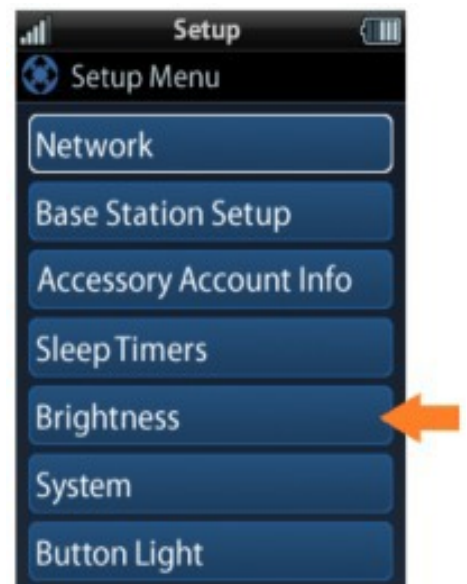 Setup
Setup Menu
Network
Base Station Setup
Accessory Account Info
Sleep Timers
Brightness
System
Button Light